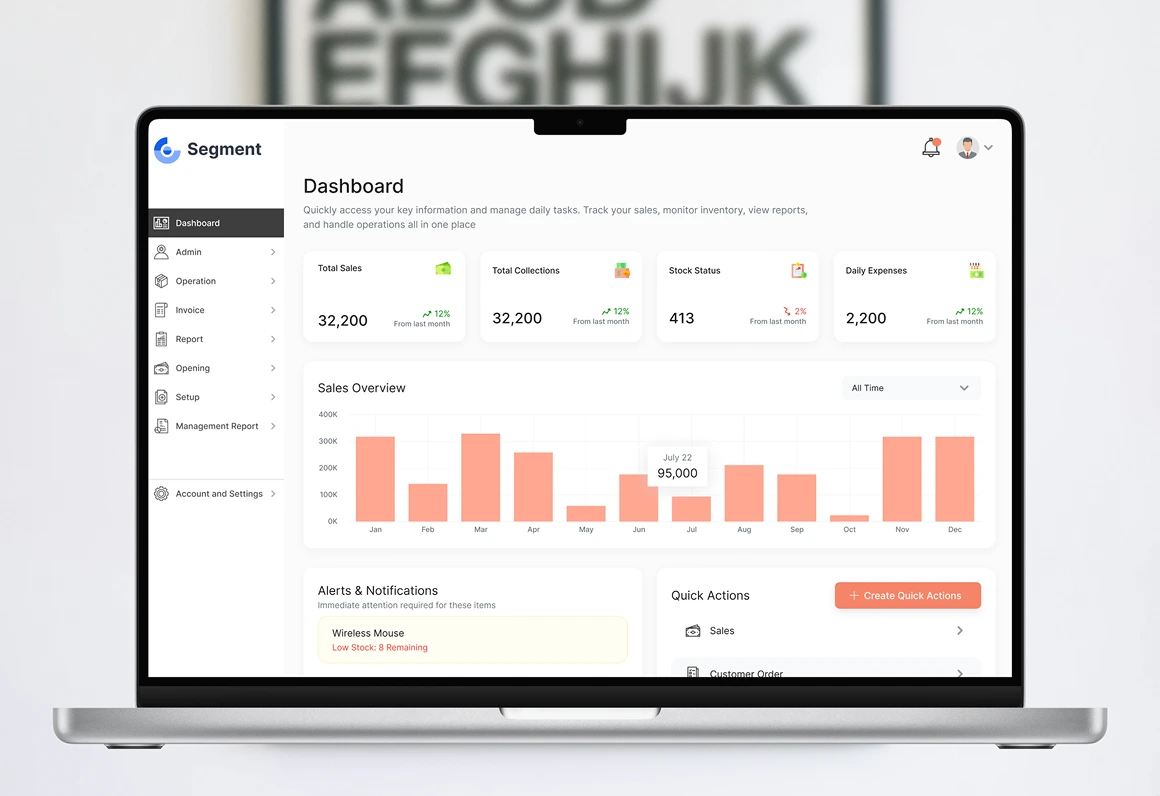 ABCD
EFGHIJK
Segment
Dashboard
Admin
Operation
Invoice
Report
Opening
Setup
Management Report
Account and Settings
Dashboard
Quickly access your key information and manage daily tasks. Track your sales, monitor inventory, view reports,
and handle operations all in one place
Total Sales
32,200
12%
From last month
Total Collections
32,200
12%
From last month
Stock Status
413
2%
From last month
Daily Expenses
2,200
12%
From last month
Sales Overview
All Time
400K
300K
200K
100K
0K
July 22
95,000
Jan Feb Mar Apr May Jun Jul Aug Sep Oct Nov Dec
Alerts & Notifications
Immediate attention required for these items
Wireless Mouse
Low Stock: 8 Remaining
Quick Actions
Create Quick Actions
Sales
Customer Order